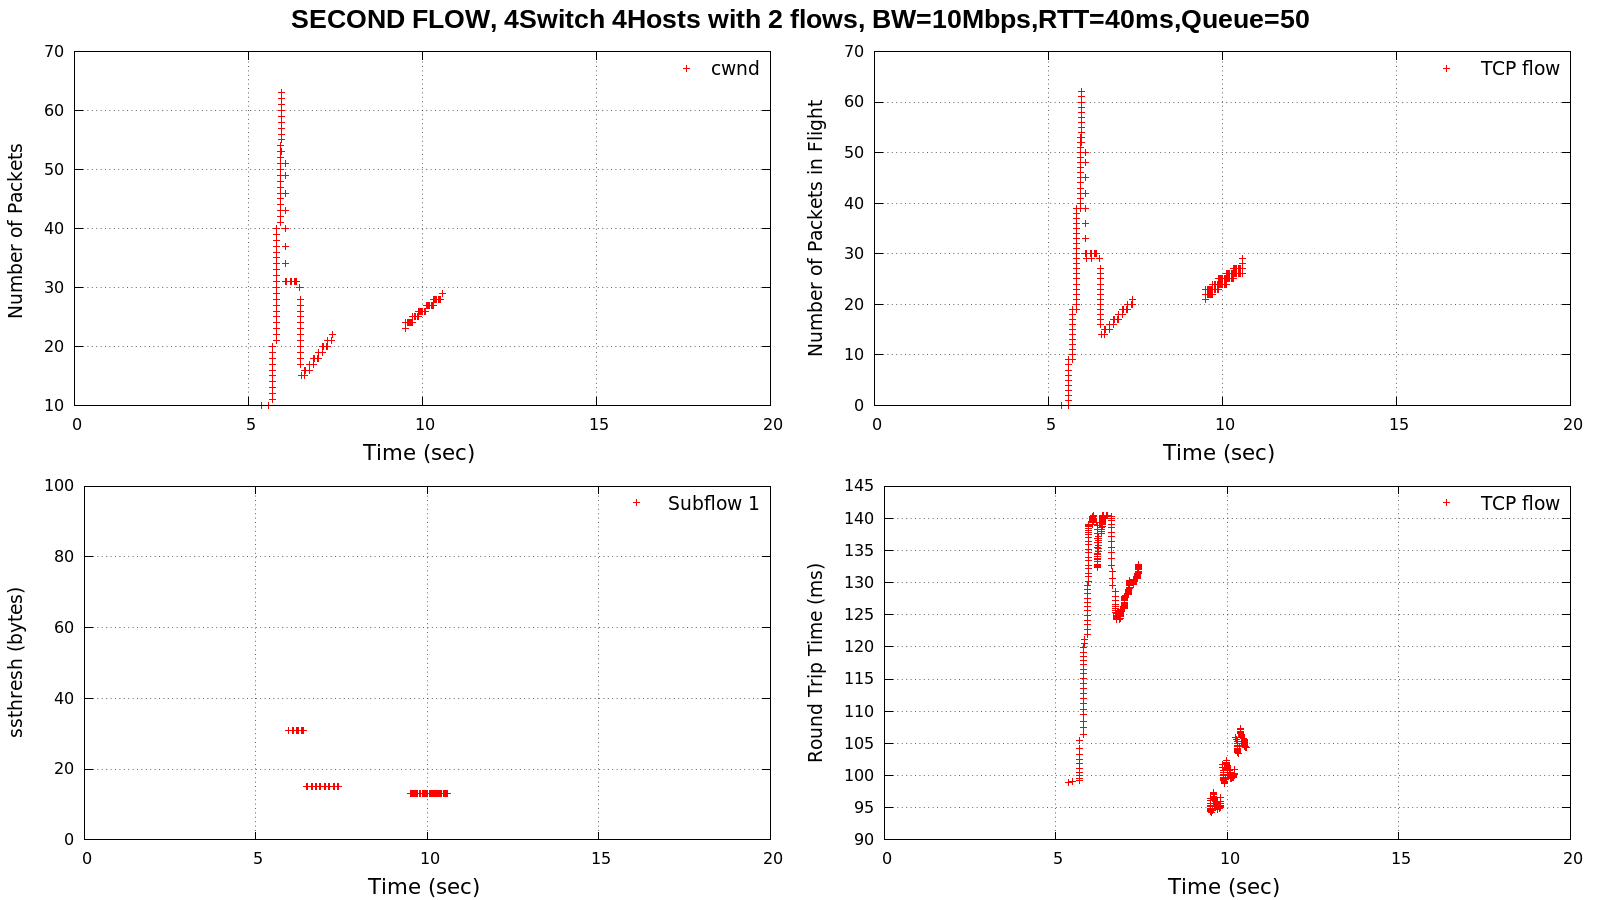 SECOND FLOW, 4Switch 4Hosts with 2 flows, BW=10Mbps,RTT=40ms,Queue=50
cwnd
Number of Packets
70
60
50
40
30
20
10
0 5 10 15 20
Time (sec)
TCP flow
Number of Packets in Flight
70
60
50
40
30
20
10
0
0 5 10 15 20
Time (sec)
Subflow 1
ssthresh (bytes)
100
80
60
40
20
0
0 5 10 15 20
Time (sec)
TCP flow
Round Trip Time (ms)
145
140
135
130
125
120
115
110
105
100
95
90
0 5 10 15 20
Time (sec)